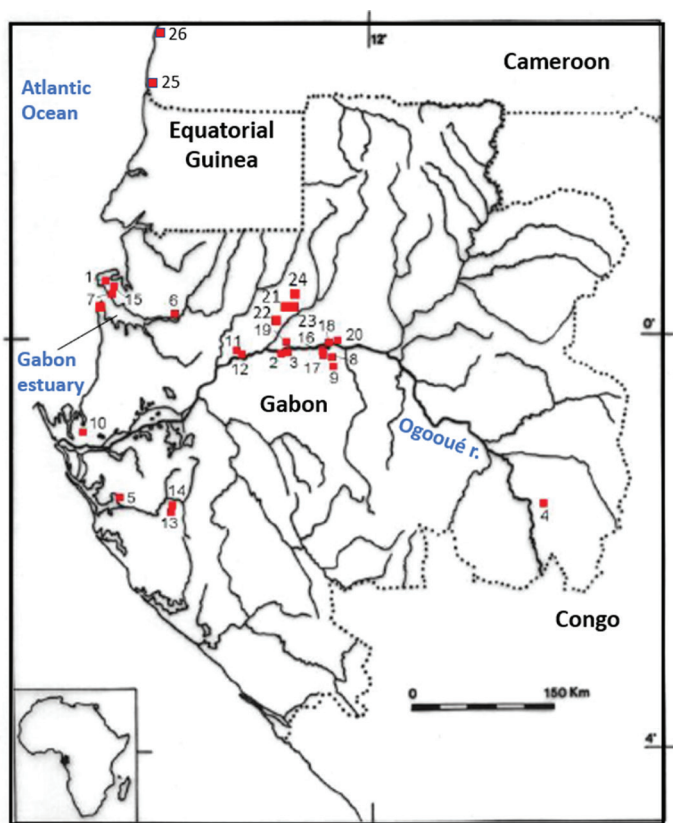 26
12'
Cameroon
Atlantic
Ocean
25
Equatorial
Guinea
1
7
15
6
24
21
22
23
18
20
0'
19
16
11
Gabon
estuary
12
2
3
17
8
9
Gabon
10
Ogooué r.
5
14
13
4
Congo
0
150 Km
4'